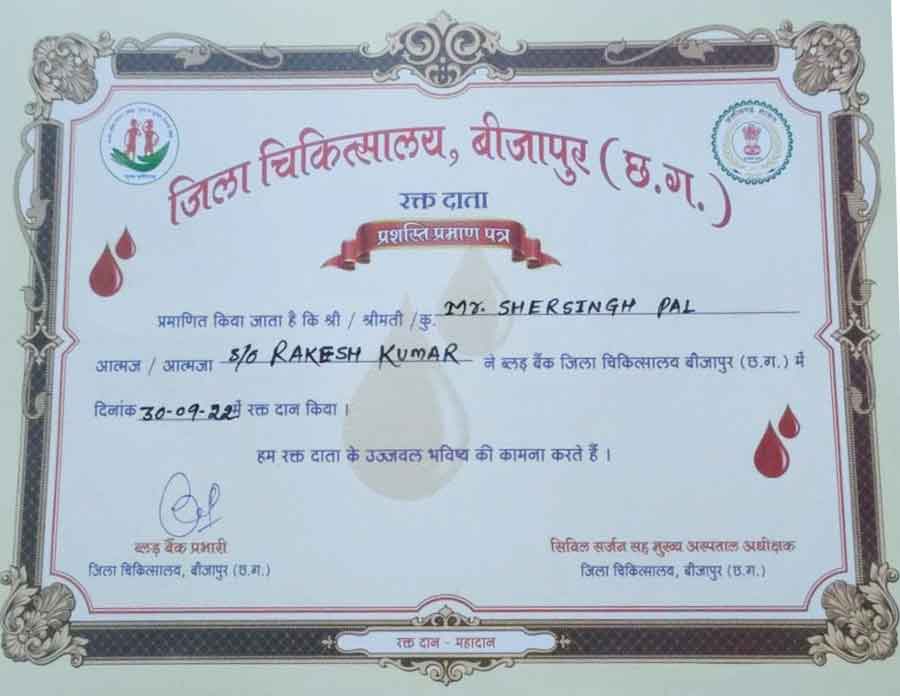 जिला चिकित्सालय, बीजापुर (छ.ग.)
रक्त दाता
प्रशस्ति प्रमाण पत्र
प्रमाणित किया जाता है कि श्री / श्रीमती /कु. Mr. SHERSINGH PAL
आत्मज / आत्मजा S/O RAKESH KUMAR ने ब्लड बैंक जिला चिकित्सालय बीजापुर (छ.ग.) में
दिनांक 30-09-22 में रक्त दान किया ।
हम रक्त दाता के उज्जवल भविष्य की कामना करते हैं ।
ब्लड बैंक प्रभारी
जिला चिकित्सालय, बीजापुर (छ.ग.)
सिविल सर्जन सह मुख्य अस्पताल अधीक्षक
जिला चिकित्सालय, बीजापुर (छ.ग.)
रक्त दान - महादान